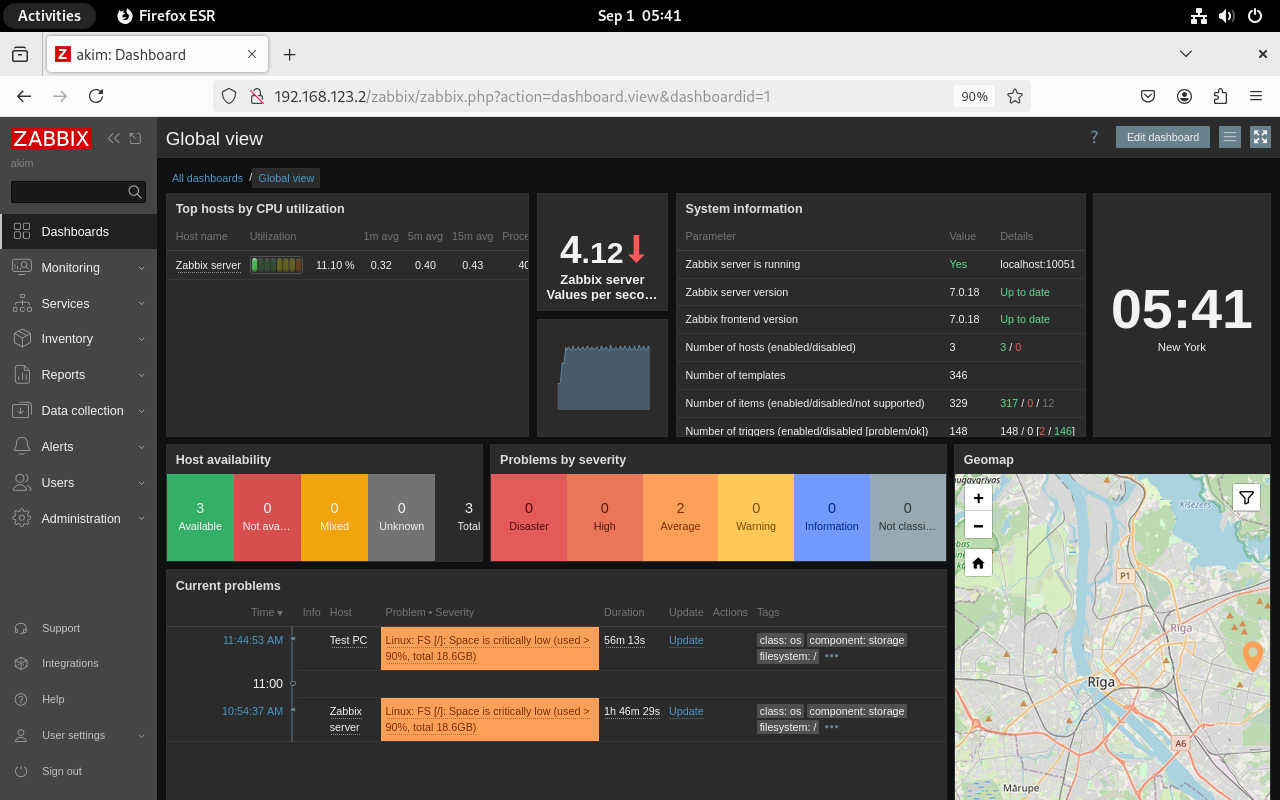 Activities
Firefox ESR
Sep 1 05:41
Z akim: Dashboard
192.168.123.2/zabbix/zabbix.php?action=dashboard.view&dashboardid=1
90%
ZABBIX
akim
Dashboards
Monitoring
Services
Inventory
Reports
Data collection
Alerts
Users
Administration
Support
Integrations
Help
User settings
Sign out
Global view
?
Edit dashboard
All dashboards / Global view
Top hosts by CPU utilization
Host name Utilization 1m avg 5m avg 15m avg Proce
Zabbix server 11.10 % 0.32 0.40 0.43 40
4.12
Zabbix server
Values per seco…
System information
Parameter Value Details
Zabbix server is running Yes localhost:10051
Zabbix server version 7.0.18 Up to date
Zabbix frontend version 7.0.18 Up to date
Number of hosts (enabled/disabled) 3 3 / 0
Number of templates 346
Number of items (enabled/disabled/not supported) 329 317 / 0 / 12
Number of triggers (enabled/disabled [problem/ok]) 148 148 / 0 [2 / 146]
05:41
New York
Host availability
3 0 0 0 3
Available Not ava… Mixed Unknown Total
Problems by severity
0 0 2 0 0 0
Disaster High Average Warning Information Not classi…
Geomap
+
−
Ķīšezers
P1
Rīga
Rīga
A6
Mārupe
Current problems
Time Info Host Problem • Severity Duration Update Actions Tags
11:44:53 AM Test PC Linux: FS [/]: Space is critically low (used > 56m 13s Update class: os component: storage
90%, total 18.6GB) filesystem: / •••
11:00
10:54:37 AM Zabbix Linux: FS [/]: Space is critically low (used > 1h 46m 29s Update class: os component: storage
server 90%, total 18.6GB) filesystem: / •••